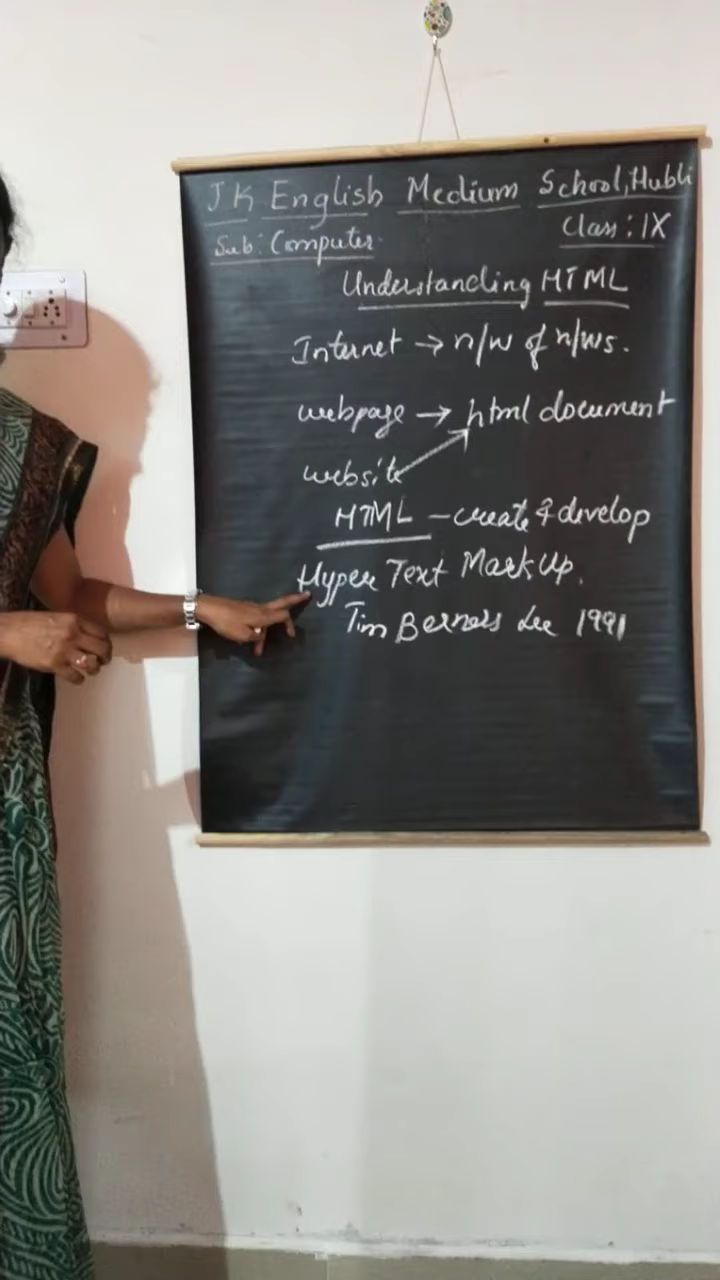 JK English Medium School, Hubli
Sub: Computer Class: IX
Understanding HTML
Internet → n/w of n/ws.
webpage → html document
website
HTML – create & develop
Hyper Text MarkUp.
Tim Berners Lee 1991